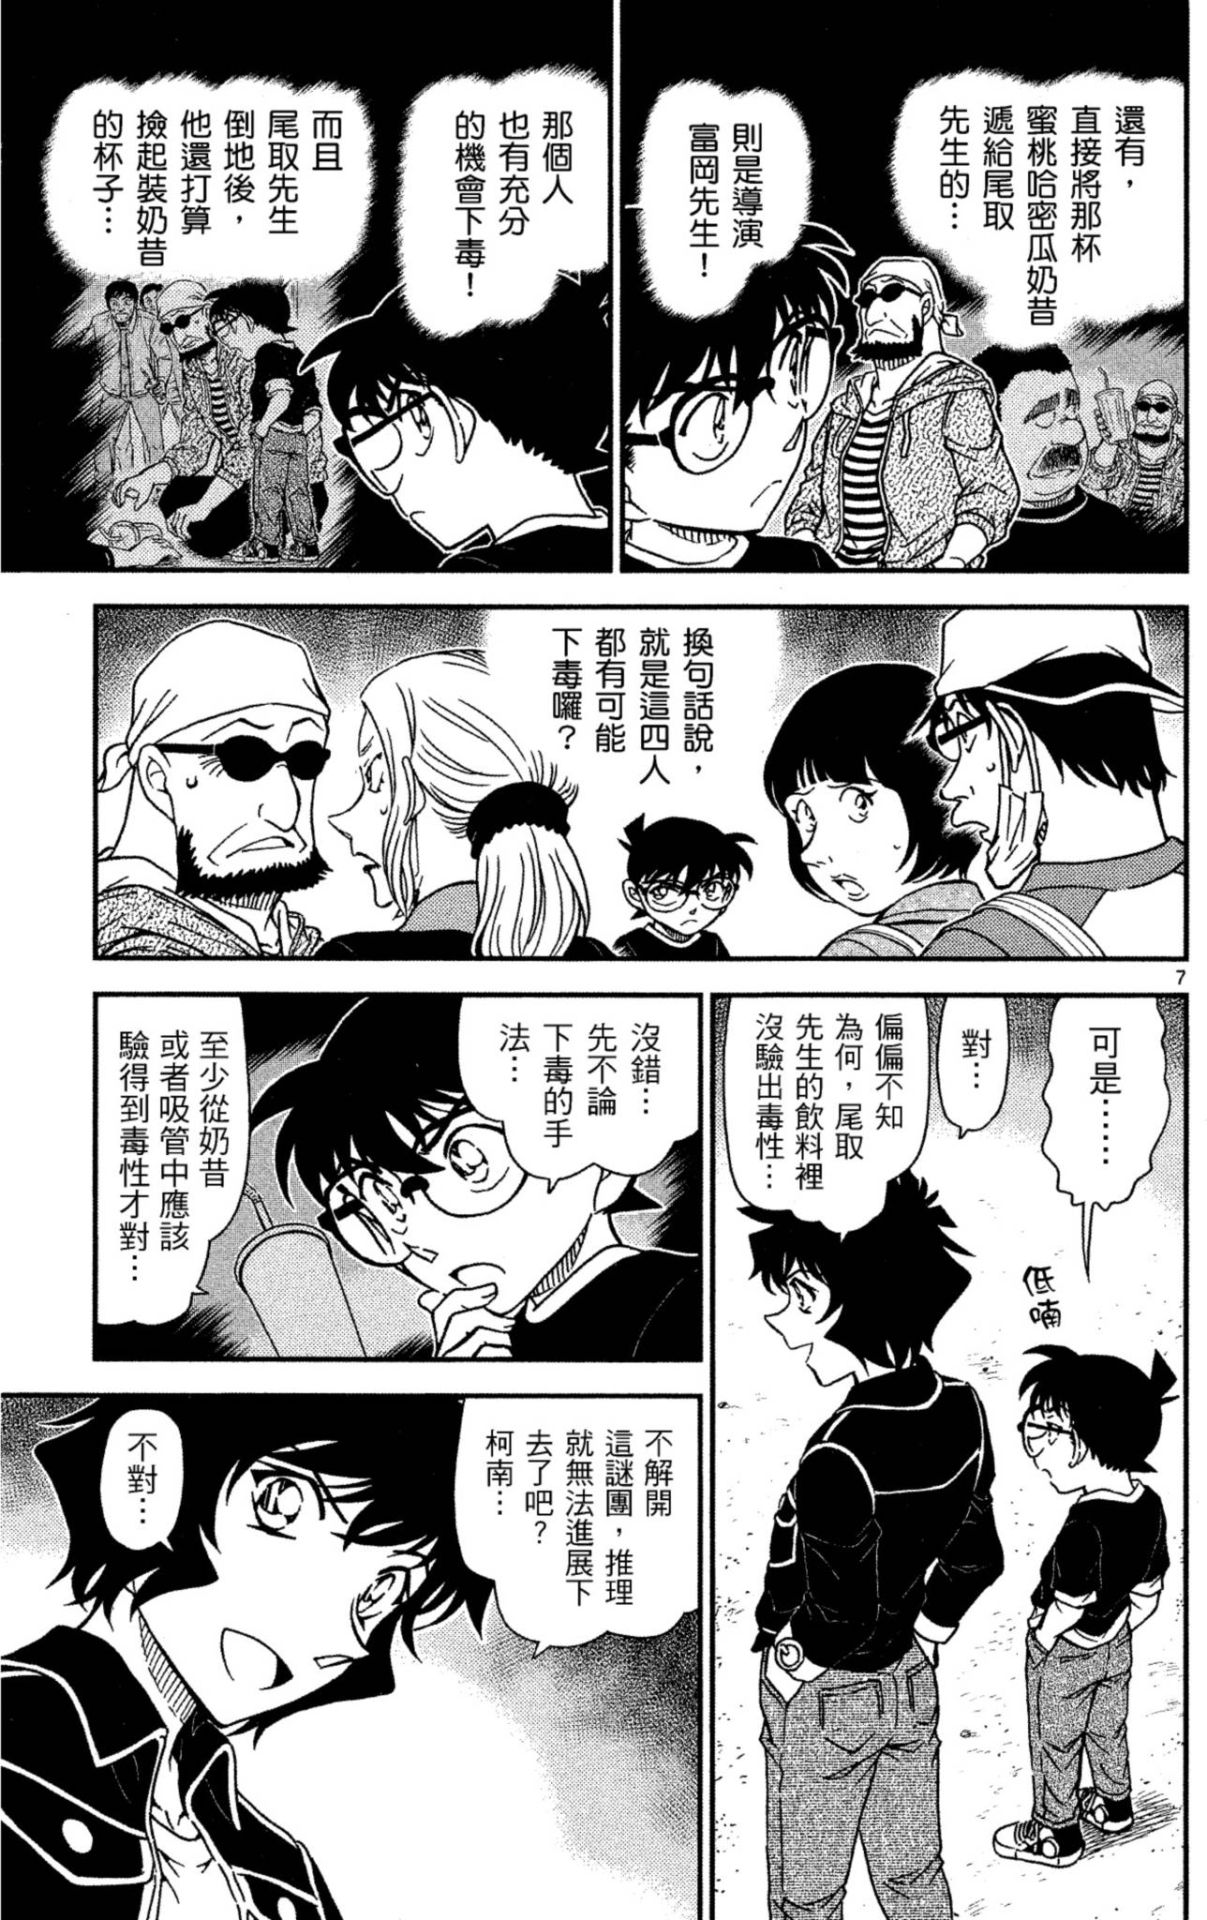 還有，
直接將那杯
蜜桃哈密瓜奶昔
遞給尾取
先生的…
則是導演
富岡先生！
那個人
也有充分
的機會下毒！
而且
尾取先生
倒地後，
他還打算
撿起裝奶昔
的杯子…
換句話說，
就是這四人
都有可能
下毒囉？
7
可是……
低喃
對…
偏偏不知
為何，尾取
先生的飲料裡
沒驗出毒性…
沒錯…
先不論
下毒的手
法…
至少從奶昔
或者吸管中應該
驗得到毒性才對…
不解開
這謎團，推理
就無法進展下
去了吧？
柯南…
不對…